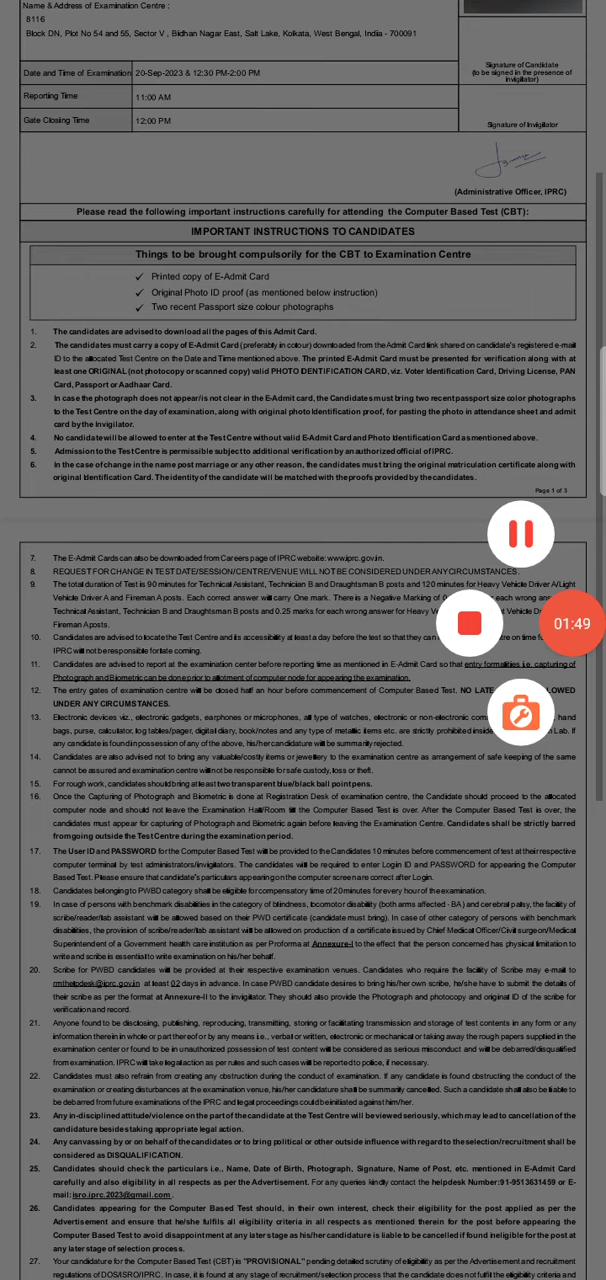 Name & Address of Examination Centre :
8116
Block DN, Plot No 54 and 55, Sector V , Bidhan Nagar East, Salt Lake, Kolkata, West Bengal, India - 700091
Signature of Candidate
(to be signed in the presence of
invigilator)
Date and Time of Examination 20-Sep-2023 & 12:30 PM-2:00 PM
Reporting Time 11:00 AM
Gate Closing Time 12:00 PM
Signature of Invigilator
(Administrative Officer, IPRC)
Please read the following important instructions carefully for attending the Computer Based Test (CBT):
IMPORTANT INSTRUCTIONS TO CANDIDATES
Things to be brought compulsorily for the CBT to Examination Centre
✓ Printed copy of E-Admit Card
✓ Original Photo ID proof (as mentioned below instruction)
✓ Two recent Passport size colour photographs
1. The candidates are advised to download all the pages of this Admit Card.
2. The candidates must carry a copy of E-Admit Card (preferably in colour) downloaded from the Admit Card link shared on candidate's registered e-mail
ID to the allocated Test Centre on the Date and Time mentioned above. The printed E-Admit Card must be presented for verification along with at
least one ORIGINAL (not photocopy or scanned copy) valid PHOTO IDENTIFICATION CARD, viz. Voter Identification Card, Driving License, PAN
Card, Passport or Aadhaar Card.
3. In case the photograph does not appear/is not clear in the E-Admit card, the Candidates must bring two recent passport size color photographs
to the Test Centre on the day of examination, along with original photo Identification proof, for pasting the photo in attendance sheet and admit
card by the Invigilator.
4. No candidate will be allowed to enter at the Test Centre without valid E-Admit Card and Photo Identification Card as mentioned above.
5. Admission to the Test Centre is permissible subject to additional verification by an authorized official of IPRC.
6. In the case of change in the name post marriage or any other reason, the candidates must bring the original matriculation certificate along with
original Identification Card. The identity of the candidate will be matched with the proofs provided by the candidates.
Page 1 of 3
7. The E-Admit Cards can also be downloaded from Careers page of IPRC website: www.iprc.gov.in.
8. REQUEST FOR CHANGE IN TEST DATE/SESSION/CENTRE/VENUE WILL NOT BE CONSIDERED UNDER ANY CIRCUMSTANCES.
9. The total duration of Test is 90 minutes for Technical Assistant, Technician B and Draughtsman B posts and 120 minutes for Heavy Vehicle Driver A/Light
Vehicle Driver A and Fireman A posts. Each correct answer will carry One mark. There is a Negative Marking of each wrong answer
Technical Assistant, Technician B and Draughtsman B posts and 0.25 marks for each wrong answer for Heavy Vehicle Driver A and
Fireman A posts.
10. Candidates are advised to locate the Test Centre and its accessibility at least a day before the test so that they can on time
IPRC will not be responsible for late coming.
11. Candidates are advised to report at the examination center before reporting time as mentioned in E-Admit Card so that entry formalities i.e. capturing of
Photograph and Biometric can be done prior to allotment of computer node for appearing the examination.
12. The entry gates of examination centre will be closed half an hour before commencement of Computer Based Test. NO LATE
UNDER ANY CIRCUMSTANCES.
13. Electronic devices viz., electronic gadgets, earphones or microphones, all type of watches, electronic or non-electronic hand
bags, purse, calculator, log tables/pager, digital diary, book/notes and any type of metallic items etc. are strictly prohibited inside Lab. If
any candidate found in possession of any of the above, his/her candidature will be summarily rejected.
14. Candidates are also advised not to bring any valuable/costly items or jewellery to the examination centre as arrangement of safe keeping of the same
cannot be assured and examination centre will not be responsible for safe custody, loss or theft.
15. For rough work, candidates should bring at least two transparent blue/black ball point pens.
16. Once the Capturing of Photograph and Biometric is done at Registration Desk of examination Centre, the Candidate should proceed to the allocated
computer node and should not leave the Examination Hall/Room till the Computer Based Test is over. After the Computer Based Test is over, the
candidates must appear for capturing of Photograph and Biometric again before leaving the Examination Centre. Candidates shall be strictly barred
from going outside the Test Centre during the examination period.
17. The User ID and PASSWORD for the Computer Based Test will be provided to the Candidates 10 minutes before commencement of test at their respective
computer terminal by test administrators/invigilators. The candidates will be required to enter Login ID and PASSWORD for appearing the Computer
Based Test. Please ensure that candidate's particulars appearing on the computer screen are correct after Login.
18. Candidates belonging to PWBD category shall be eligible for compensatory time of 20 minutes for every hour of the examination.
19. In case of persons with benchmark disabilities in the category of blindness, locomotor disability (both arms affected - BA) and cerebral palsy, the facility of
scribe/reader/lab assistant will be allowed based on their PWD certificate (candidate must bring). In case of other category of persons with benchmark
disabilities, the provision of scribe/reader/lab assistant will be allowed on production of a certificate issued by Chief Medical Officer/Civil surgeon/Medical
Superintendent of a Government health care institution as per Proforma at Annexure-I to the effect that the person concerned has physical limitation to
write and scribe is essential to write examination on his/her behalf.
20. Scribe for PWBD candidates will be provided at their respective examination venues. Candidates who require the facility of Scribe may e-mail to
rmthelpdesk@iprc.gov.in at least 02 days in advance. In case PWBD candidate desires to bring his/her own scribe, he/she have to submit the details of
their scribe as per the format at Annexure-II to the invigilator. They should also provide the Photograph and photocopy and original ID of the scribe for
verification and record.
21. Anyone found to be disclosing, publishing, reproducing, transmitting, storing or facilitating transmission and storage of test contents in any form or any
information therein in whole or part thereof or by any means i.e., verbal or written, electronic or mechanical or taking away the rough papers supplied in the
examination center or found to be in unauthorized possession of test content will be considered as serious misconduct and will be debarred/disqualified
from examination. IPRC will take legal action as per rules and such cases will be reported to police, if necessary.
22. Candidates must also refrain from creating any obstruction during the conduct of examination. If any candidate is found obstructing the conduct of the
examination or creating disturbances at the examination venue, his/her candidature shall be summarily cancelled. Such a candidate shall also be liable to
be debarred from future examinations of the IPRC and legal proceedings could be initiated against him/her.
23. Any in-disciplined attitude/violence on the part of the candidate at the Test Centre will be viewed seriously, which may lead to cancellation of the
candidature besides taking appropriate legal action.
24. Any canvassing by or on behalf of the candidates or to bring political or other outside influence with regard to the selection/recruitment shall be
considered as DISQUALIFICATION.
25. Candidates should check the particulars i.e., Name, Date of Birth, Photograph, Signature, Name of Post, etc. mentioned in E-Admit Card
carefully and also eligibility in all respects as per the Advertisement. For any queries kindly contact the helpdesk Number:91-9513631459 or E-
mail: isro.iprc.2023@gmail.com .
26. Candidates appearing for the Computer Based Test should, in their own interest, check their eligibility for the post applied as per the
Advertisement and ensure that he/she fulfils all eligibility criteria in all respects as mentioned therein for the post before appearing the
Computer Based Test to avoid disappointment at any later stage as his/her candidature is liable to be cancelled if found ineligible for the post at
any later stage of selection process.
27. Your candidature for the Computer Based Test (CBT) is "PROVISIONAL" pending detailed scrutiny of eligibility as per the Advertisement and recruitment
regulations of DOS/ISRO/IPRC. In case, it is found at any stage of recruitment/selection process that the candidate does not fulfil the eligibility criteria and
01:49